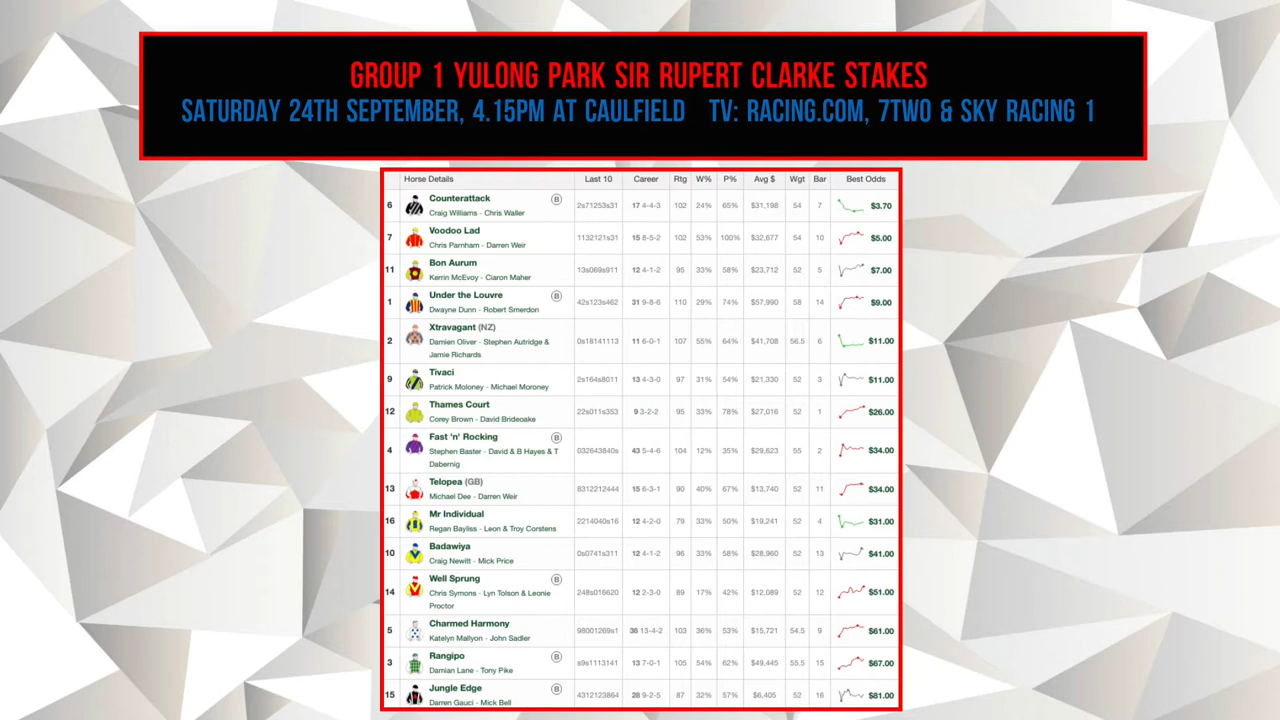 GROUP 1 YULONG PARK SIR RUPERT CLARKE STAKES
SATURDAY 24TH SEPTEMBER, 4.15PM AT CAULFIELD TV: RACING.COM, 7TWO & SKY RACING 1
Horse Details Last 10 Career Rtg W% P% Avg $ Wgt Bar Best Odds
6 Counterattack B 2s71253s31 17 4-4-3 102 24% 65% $31,198 54 7 $3.70
Craig Williams - Chris Waller
7 Voodoo Lad 1132121s31 15 8-5-2 102 53% 100% $32,677 54 10 $5.00
Chris Parnham - Darren Weir
11 Bon Aurum 13s069s911 12 4-1-2 95 33% 58% $23,712 52 5 $7.00
Kerrin McEvoy - Ciaron Maher
1 Under the Louvre B 42s123s462 31 9-8-6 110 29% 74% $57,990 58 14 $9.00
Dwayne Dunn - Robert Smerdon
2 Xtravagant (NZ) 0s18141113 11 6-0-1 107 55% 64% $41,708 56.5 6 $11.00
Damien Oliver - Stephen Autridge &
Jamie Richards
9 Tivaci 2s164s8011 13 4-3-0 97 31% 54% $21,330 52 3 $11.00
Patrick Moloney - Michael Moroney
12 Thames Court 22s011s353 9 3-2-2 95 33% 78% $27,016 52 1 $26.00
Corey Brown - David Brideoake
4 Fast 'n' Rocking B 032643840s 43 5-4-6 104 12% 35% $29,623 55 2 $34.00
Stephen Baster - David & B Hayes & T
Dabernig
13 Telopea (GB) 8312212444 15 6-3-1 90 40% 67% $13,740 52 11 $34.00
Michael Dee - Darren Weir
16 Mr Individual 2214040s16 12 4-2-0 79 33% 50% $19,241 52 4 $31.00
Regan Bayliss - Leon & Troy Corstens
10 Badawiya 0s0741s311 12 4-1-2 96 33% 58% $28,960 52 13 $41.00
Craig Newitt - Mick Price
14 Well Sprung B 248s016620 12 2-3-0 89 17% 42% $12,089 52 12 $51.00
Chris Symons - Lyn Tolson & Leonie
Proctor
5 Charmed Harmony 98001269s1 36 13-4-2 103 36% 53% $15,721 54.5 9 $61.00
Katelyn Mallyon - John Sadler
3 Rangipo B s9s1113141 13 7-0-1 105 54% 62% $49,445 55.5 15 $67.00
Damian Lane - Tony Pike
15 Jungle Edge B 4312123864 28 9-2-5 87 32% 57% $6,405 52 16 $81.00
Darren Gauci - Mick Bell